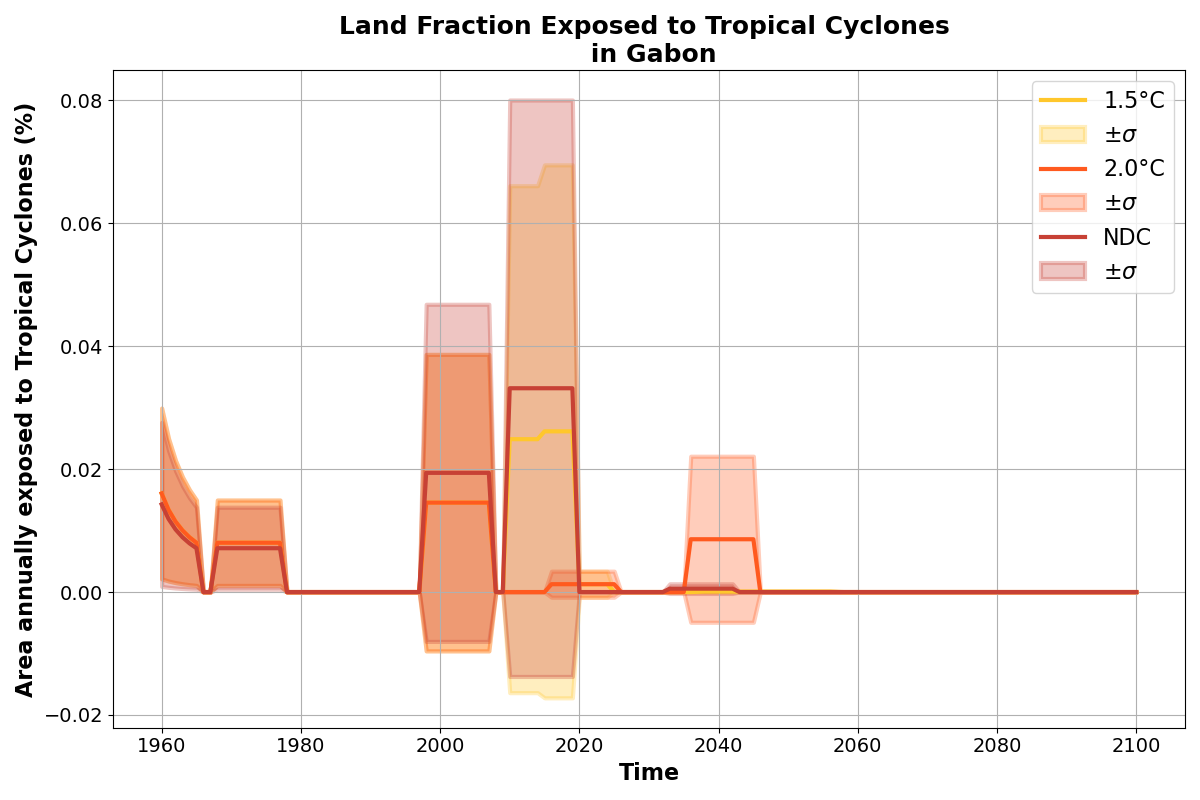 Land Fraction Exposed to Tropical Cyclones
in Gabon
Area annually exposed to Tropical Cyclones (%)
0.08
0.06
0.04
0.02
0.00
−0.02
1960
1980
2000
2020
2040
2060
2080
2100
Time
1.5°C
±σ
2.0°C
±σ
NDC
±σ